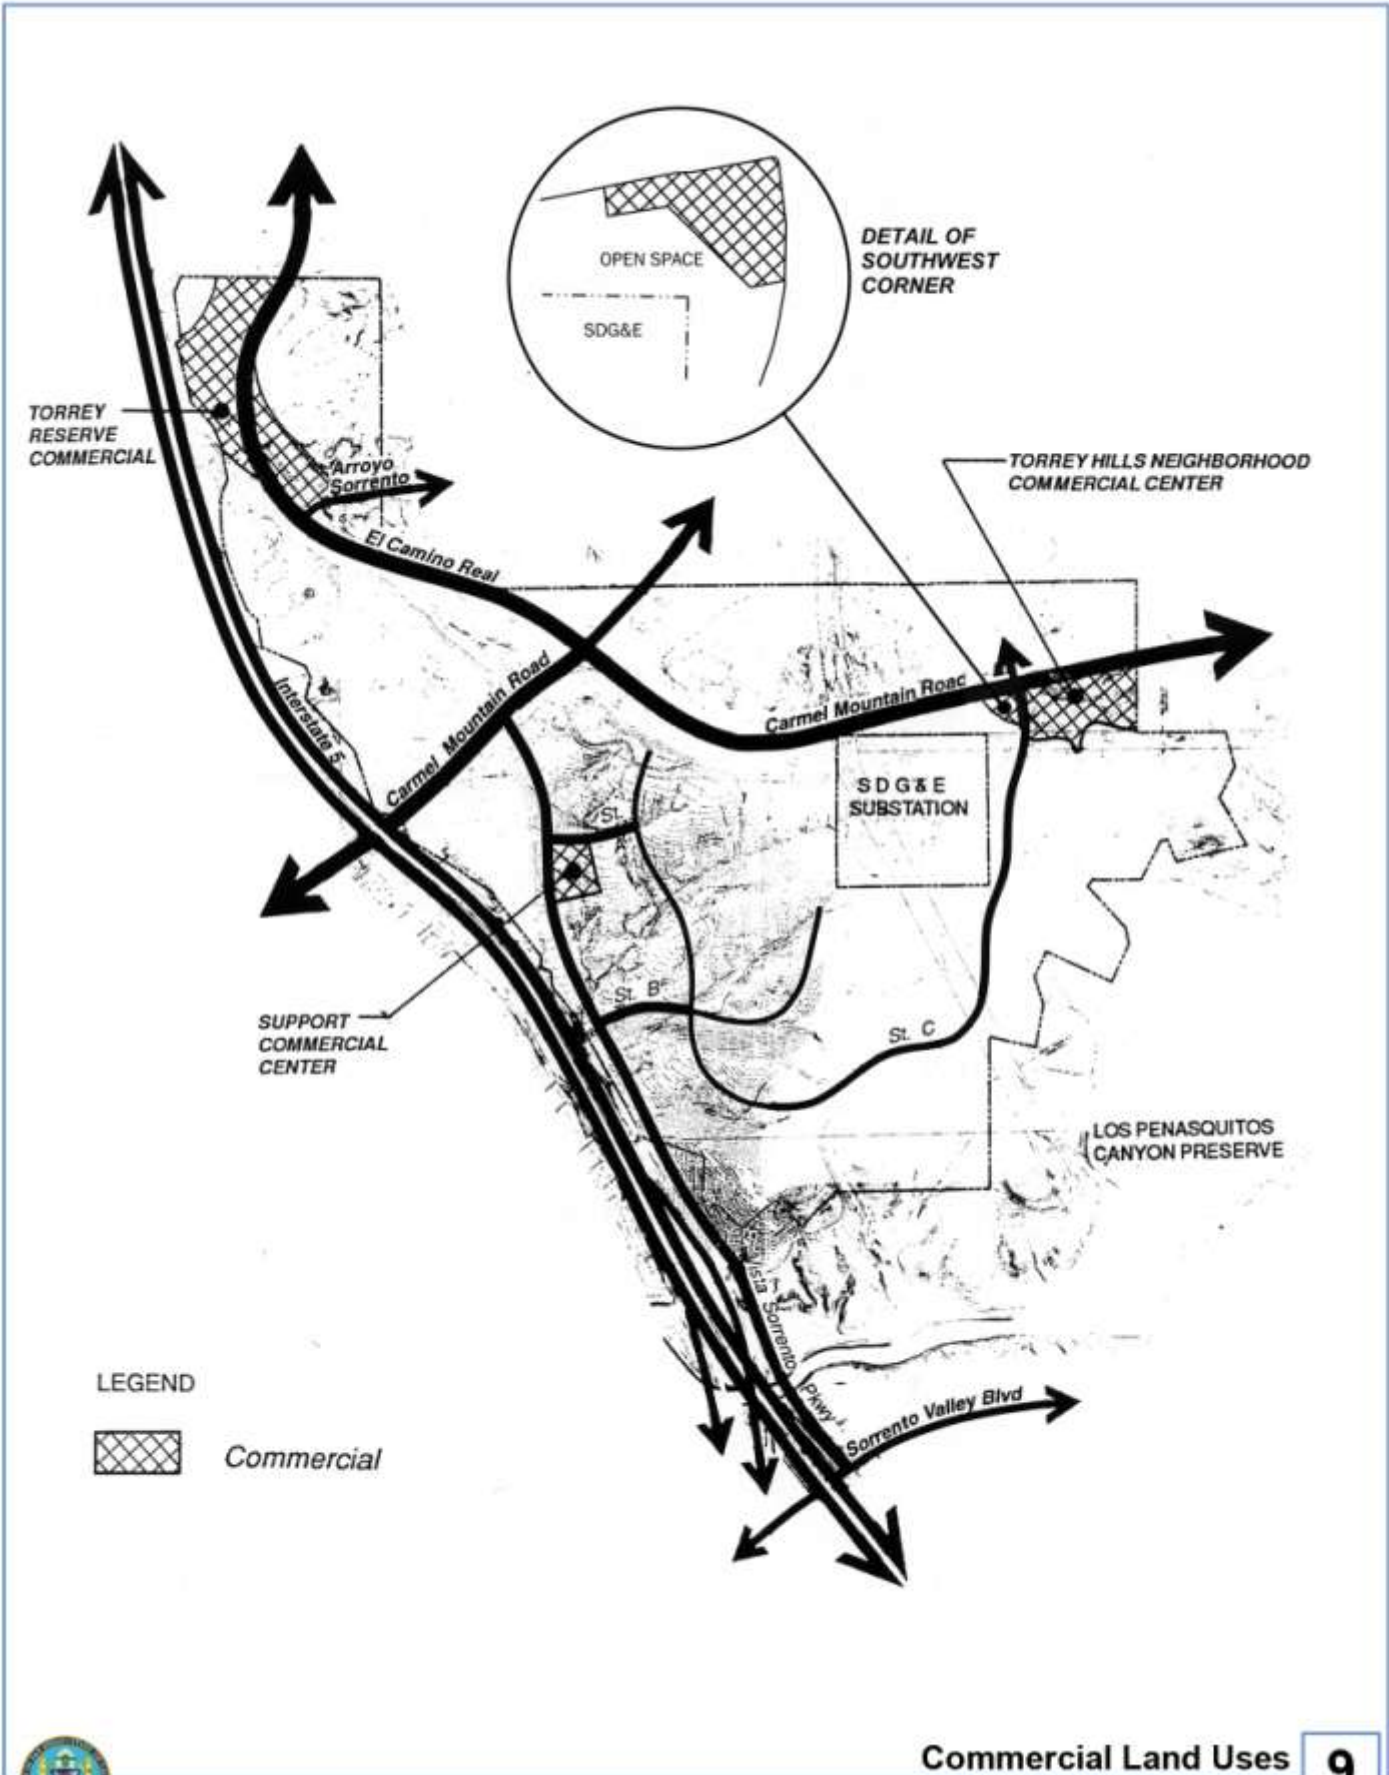 OPEN SPACE
SDG&E
DETAIL OF
SOUTHWEST
CORNER
TORREY
RESERVE
COMMERCIAL
Arroyo
Sorrento
TORREY HILLS NEIGHBORHOOD
COMMERCIAL CENTER
El Camino Real
Carmel Mountain Road
Carmel Mountain Road
Interstate 5
SDG&E
SUBSTATION
St. A
St. B
St. C
SUPPORT
COMMERCIAL
CENTER
LOS PENASQUITOS
CANYON PRESERVE
Vista Sorrento Pkwy
Sorrento Valley Blvd
LEGEND
Commercial
Commercial Land Uses
9